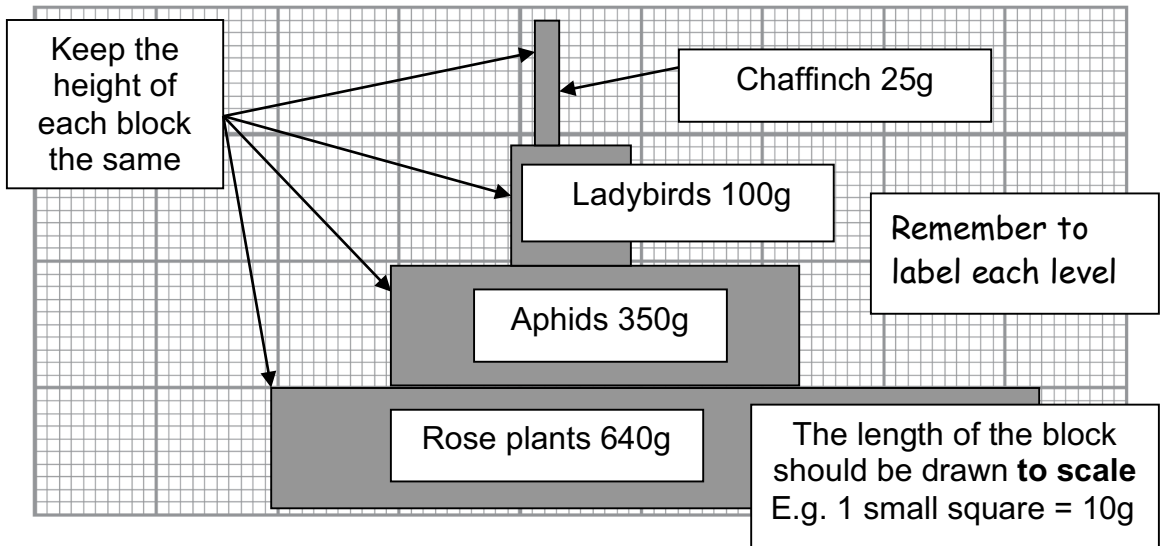 Keep the
height of
each block
the same
Chaffinch 25g
Ladybirds 100g
Remember to
label each level
Aphids 350g
Rose plants 640g
The length of the block
should be drawn to scale
E.g. 1 small square = 10g